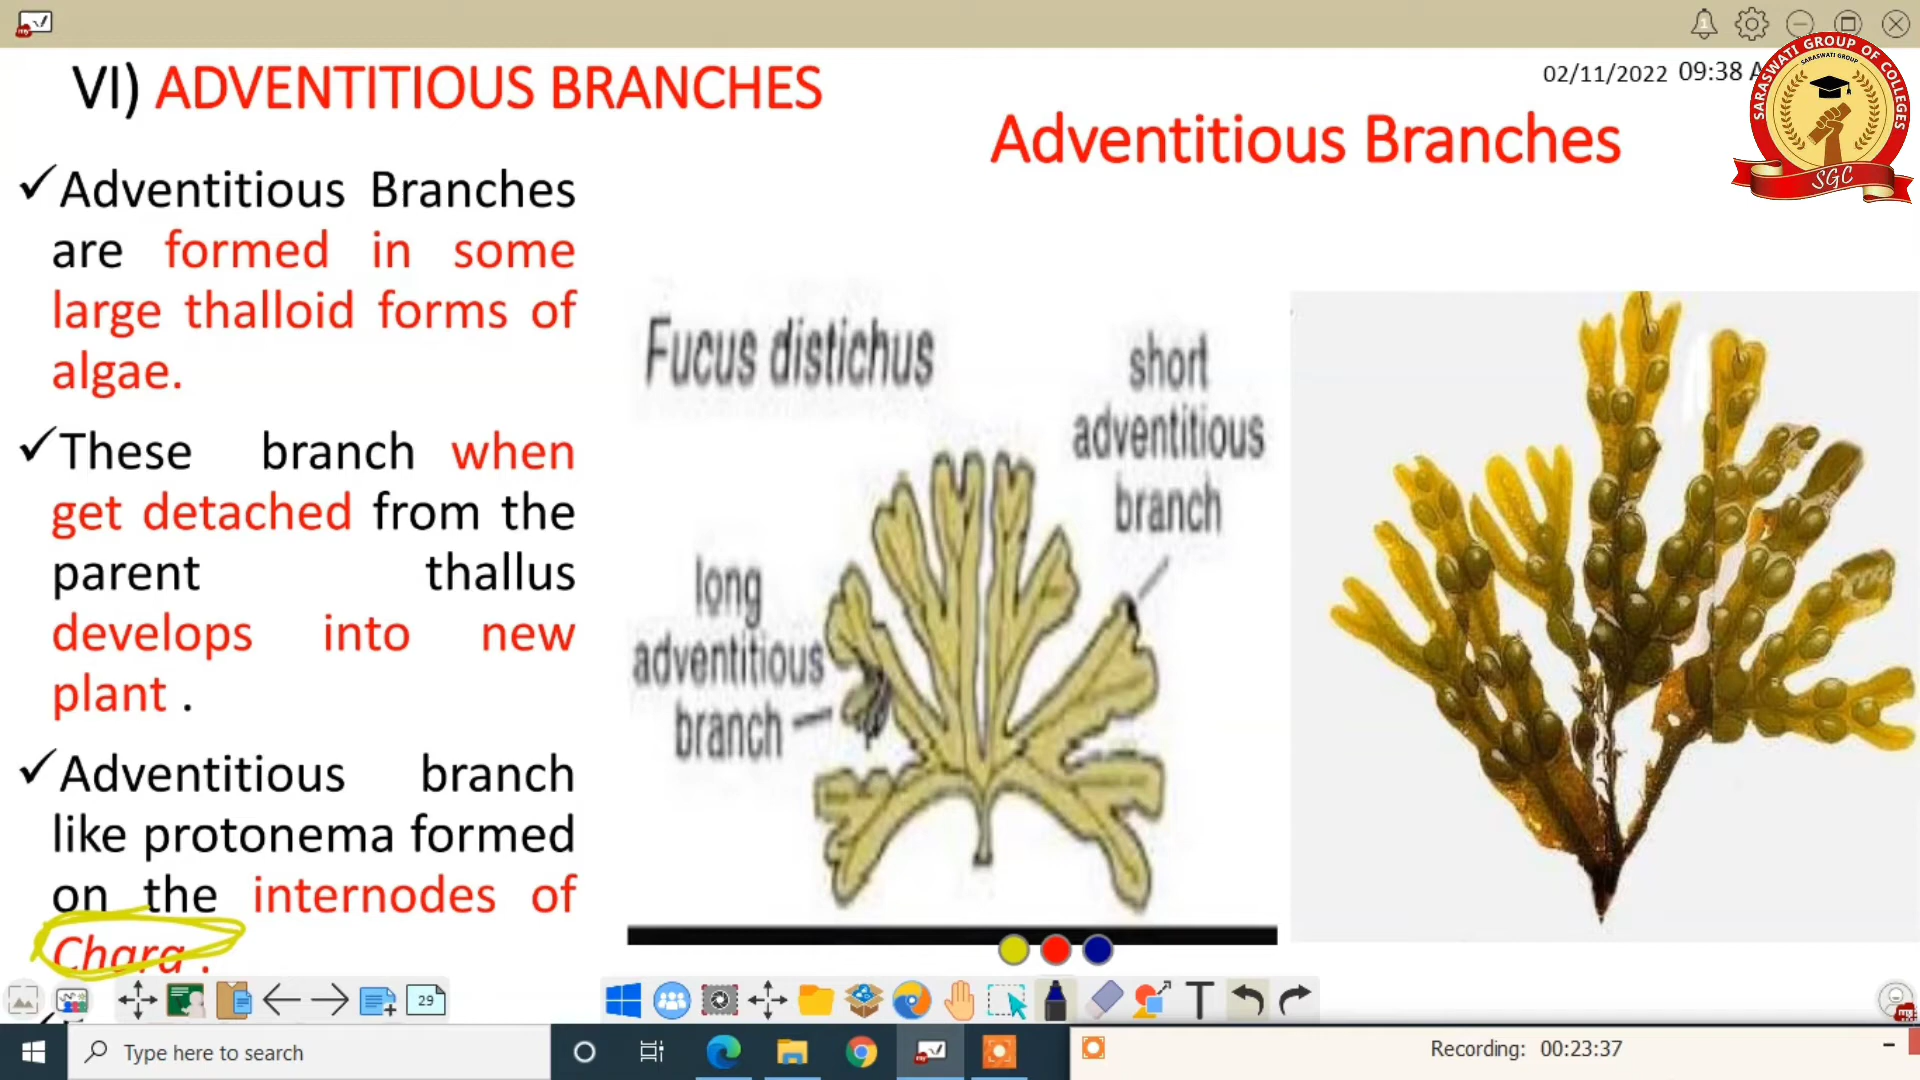 VI) ADVENTITIOUS BRANCHES
02/11/2022 09:38 A
SARASWATI GROUP OF COLLEGES
SARASWATI GROUP
SGC
Adventitious Branches
✓Adventitious Branches
are formed in some
large thalloid forms of
algae.
✓These branch when
get detached from the
parent thallus
develops into new
plant .
✓Adventitious branch
like protonema formed
on the internodes of
Chara .
Fucus distichus
short
adventitious
branch
long
adventitious
branch
29
T
Type here to search
Recording: 00:23:37